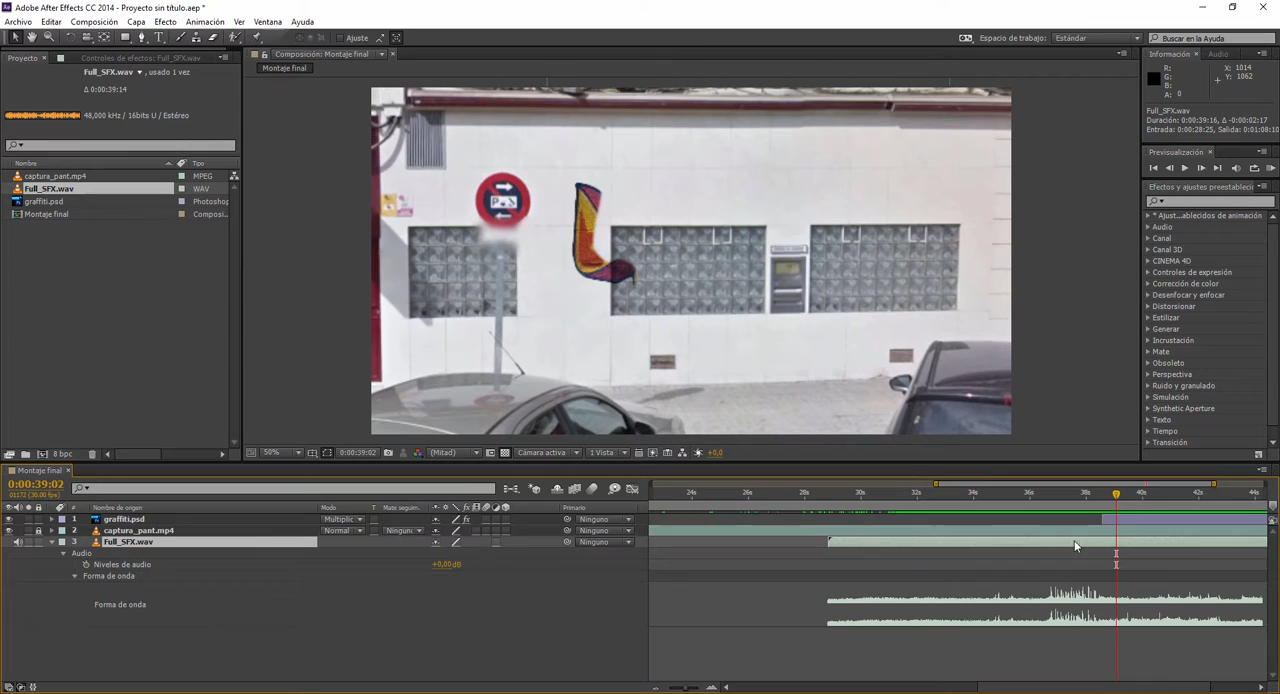 Adobe After Effects CC 2014 - Proyecto sin título.aep *
Archivo Editar Composición Capa Efecto Animación Ver Ventana Ayuda
Ajuste Espacio de trabajo: Estándar Buscar en la Ayuda
Proyecto Controles de efectos: Full_SFX.wav
Composición: Montaje final
Información Audio
Full_SFX.wav , usado 1 vez
Δ 0:00:39:14
Montaje final
R: X: 1014
G: Y: 1062
B:
A: 0
48,000 kHz / 16bits U / Estéreo
Full_SFX.wav
Δ: 0:00:39:16, Δ -0:00:02:17
Entrada: 0:00:28:25, Salida: 0:01:08:10
Nombre Tipo
captura_pant.mp4 MPEG
Full_SFX.wav WAV
graffiti.psd Photoshop
Montaje final Composi...
Previsualización
Efectos y ajustes preestableci
* Ajust...ablecidos de animación
Audio
Canal
Canal 3D
CINEMA 4D
Controles de expresión
Corrección de color
Desenfocar y enfocar
Distorsionar
Estilizar
Generar
Incrustación
Mate
Obsoleto
Perspectiva
Ruido y granulado
Simulación
Synthetic Aperture
Texto
Tiempo
Transición
8 bpc
50% 0:00:39:02 (Mitad) Cámara activa 1 Vista +0,0
Montaje final
0:00:39:02
01172 (30.00 fps)
24s 26s 28s 30s 32s 34s 36s 38s 40s 42s 44s
# Nombre de origen Modo T Mate seguim. Primario
1 graffiti.psd Multiplic Ninguno
2 captura_pant.mp4 Normal Ninguno Ninguno
3 Full_SFX.wav Ninguno
Audio
Niveles de audio +0,00dB
Forma de onda
Forma de onda